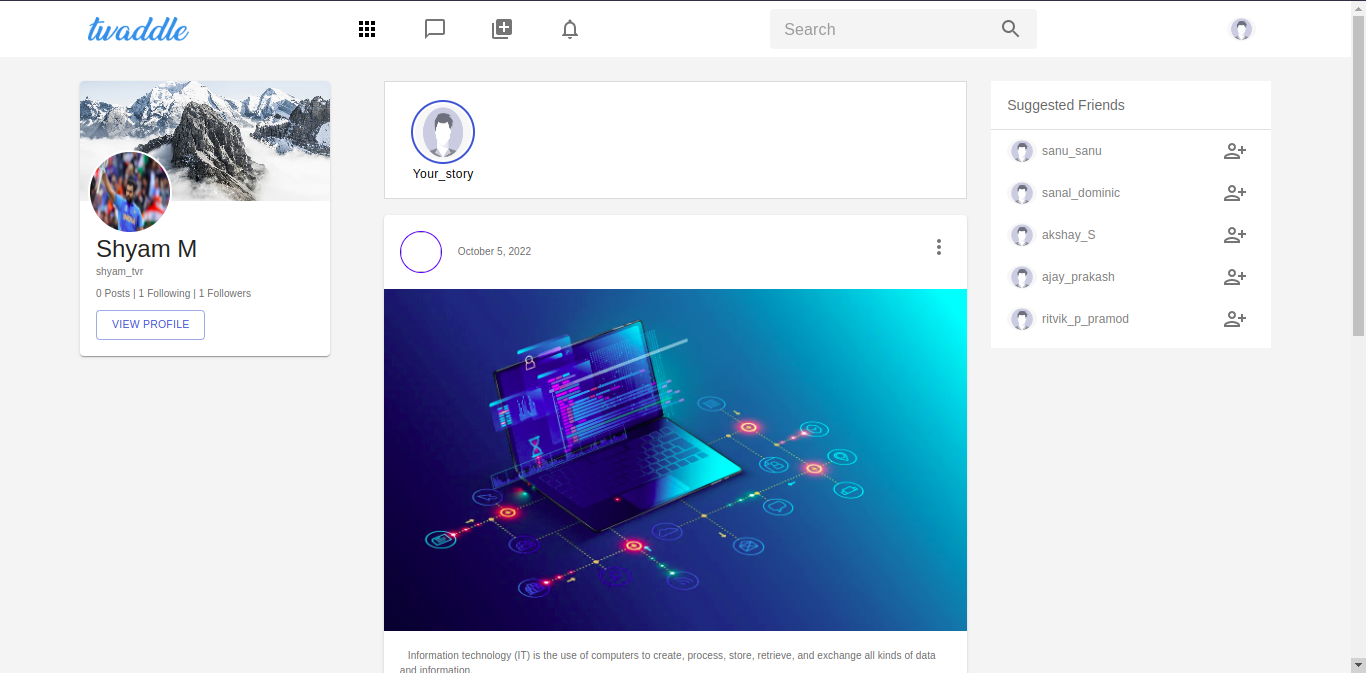 twaddle
Search
Shyam M
shyam_tvr
0 Posts | 1 Following | 1 Followers
VIEW PROFILE
Your_story
October 5, 2022
Information technology (IT) is the use of computers to create, process, store, retrieve, and exchange all kinds of data
and information
Suggested Friends
sanu_sanu
sanal_dominic
akshay_S
ajay_prakash
ritvik_p_pramod